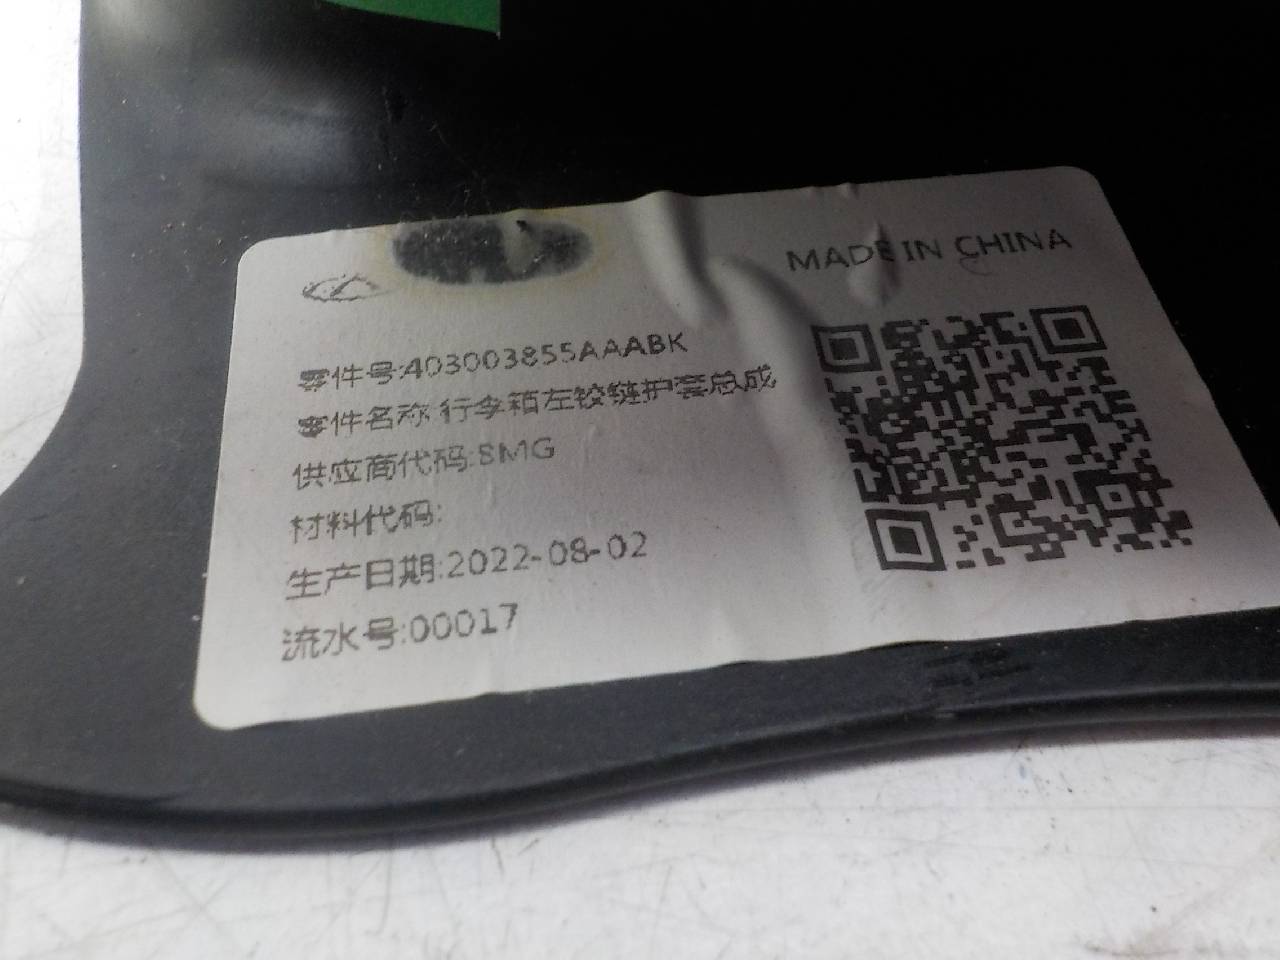 MADE IN CHINA
零件号:403003855AAABK
零件名称:行李箱左铰链护套总成
供应商代码:8MG
材料代码:
生产日期:2022-08-02
流水号:00017